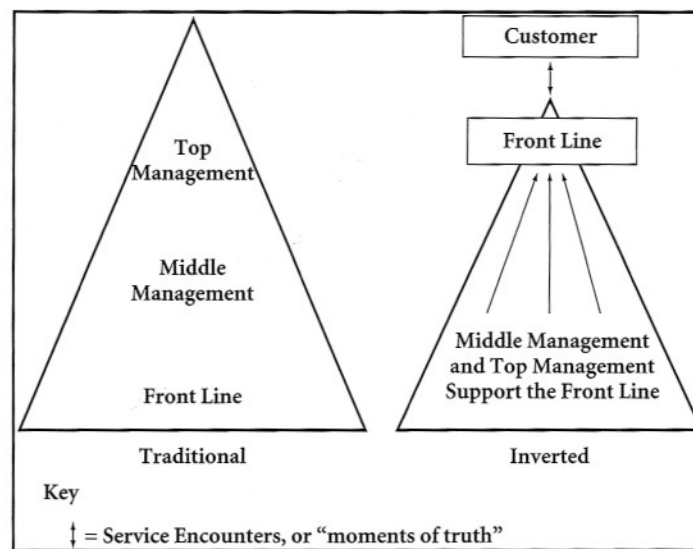 Top
Management
Middle
Management
Front Line
Traditional
Customer
Front Line
Middle Management
and Top Management
Support the Front Line
Inverted
Key
= Service Encounters, or “moments of truth”